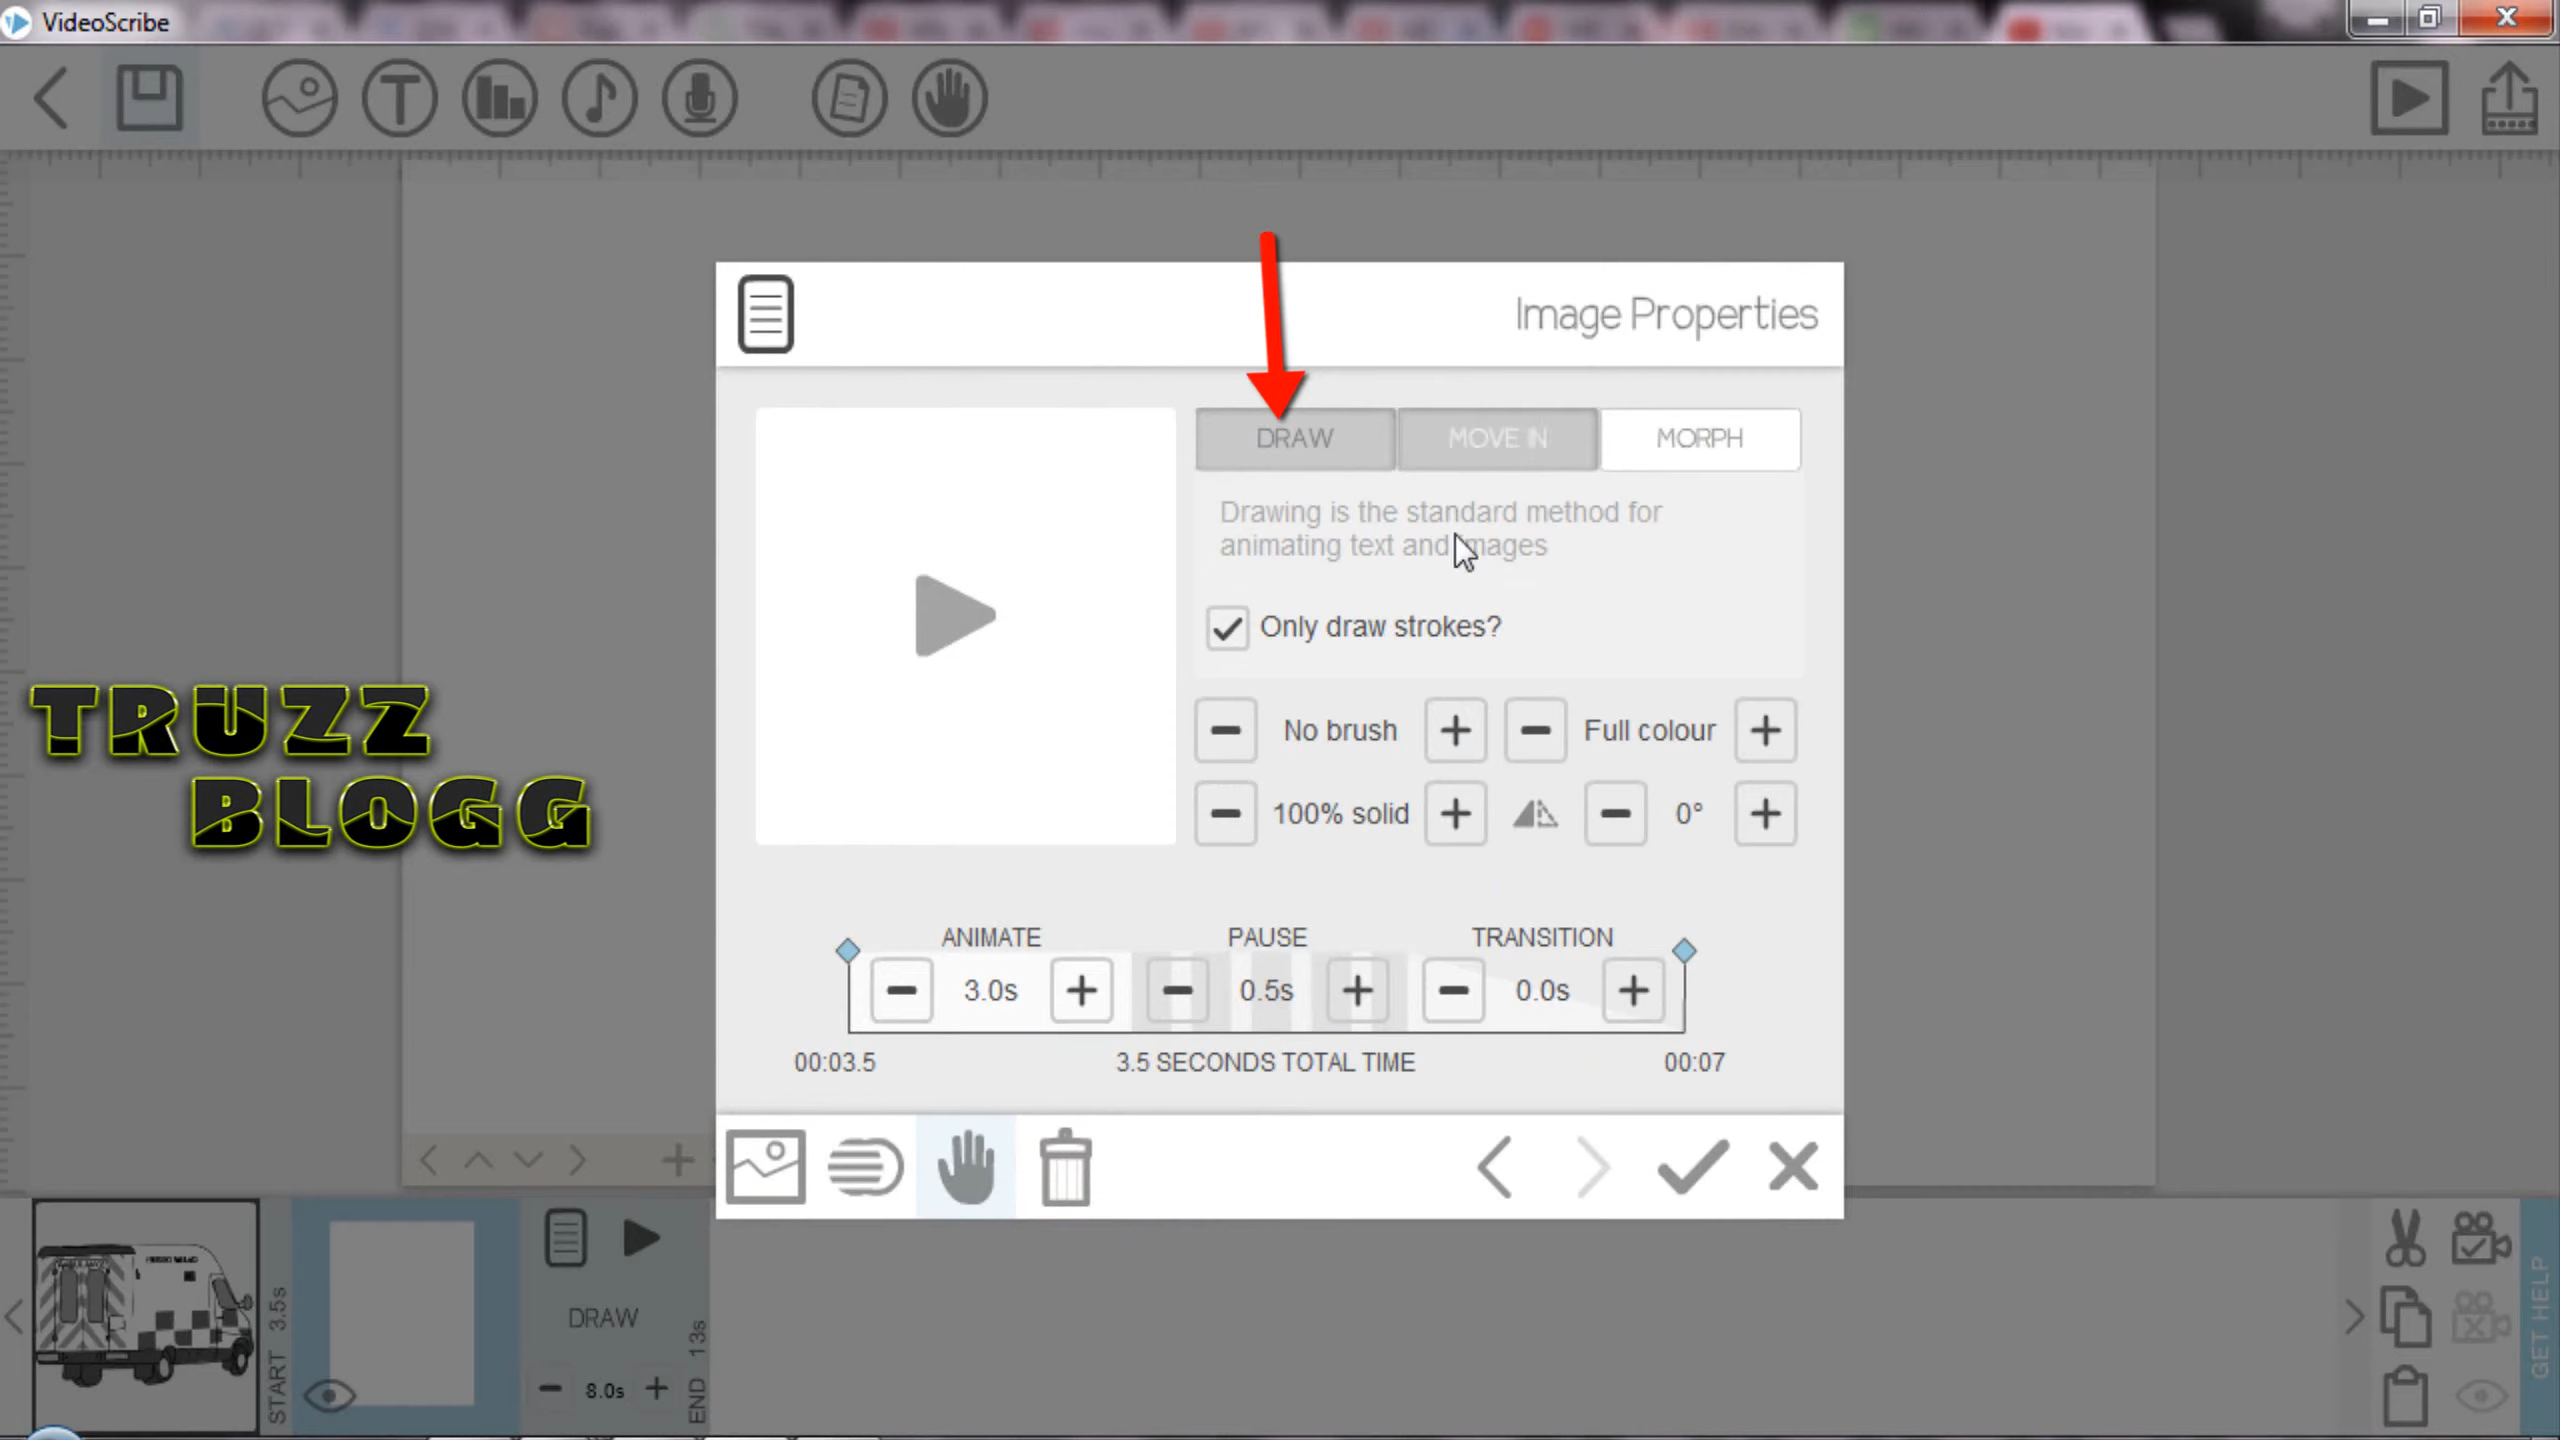 VideoScribe
Image Properties
DRAW MOVE IN MORPH
Drawing is the standard method for
animating text and images
Only draw strokes?
No brush Full colour
100% solid 0°
TRUZZ
BLOGG
ANIMATE PAUSE TRANSITION
3.0s 0.5s 0.0s
00:03.5 3.5 SECONDS TOTAL TIME 00:07
START 3.5s
DRAW
8.0s
END 13s
GET HELP